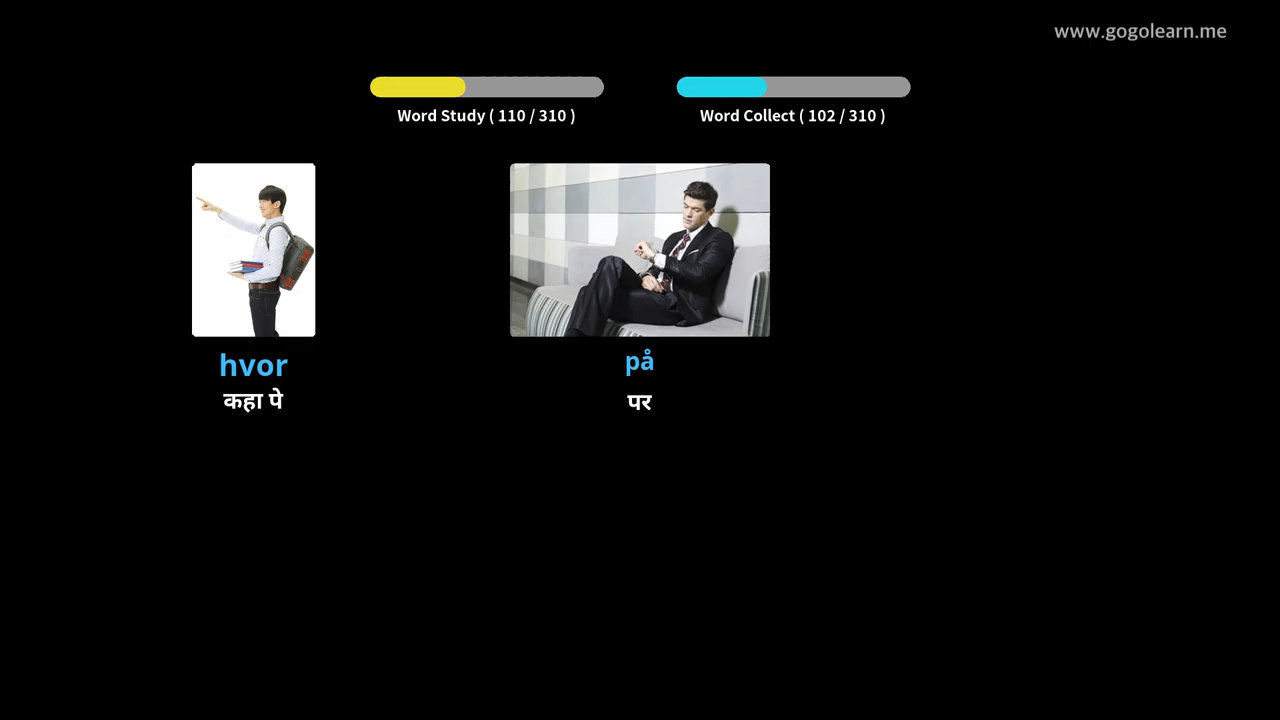 www.gogolearn.me
Word Study ( 110 / 310 )
Word Collect ( 102 / 310 )
hvor
कहा पे
på
पर